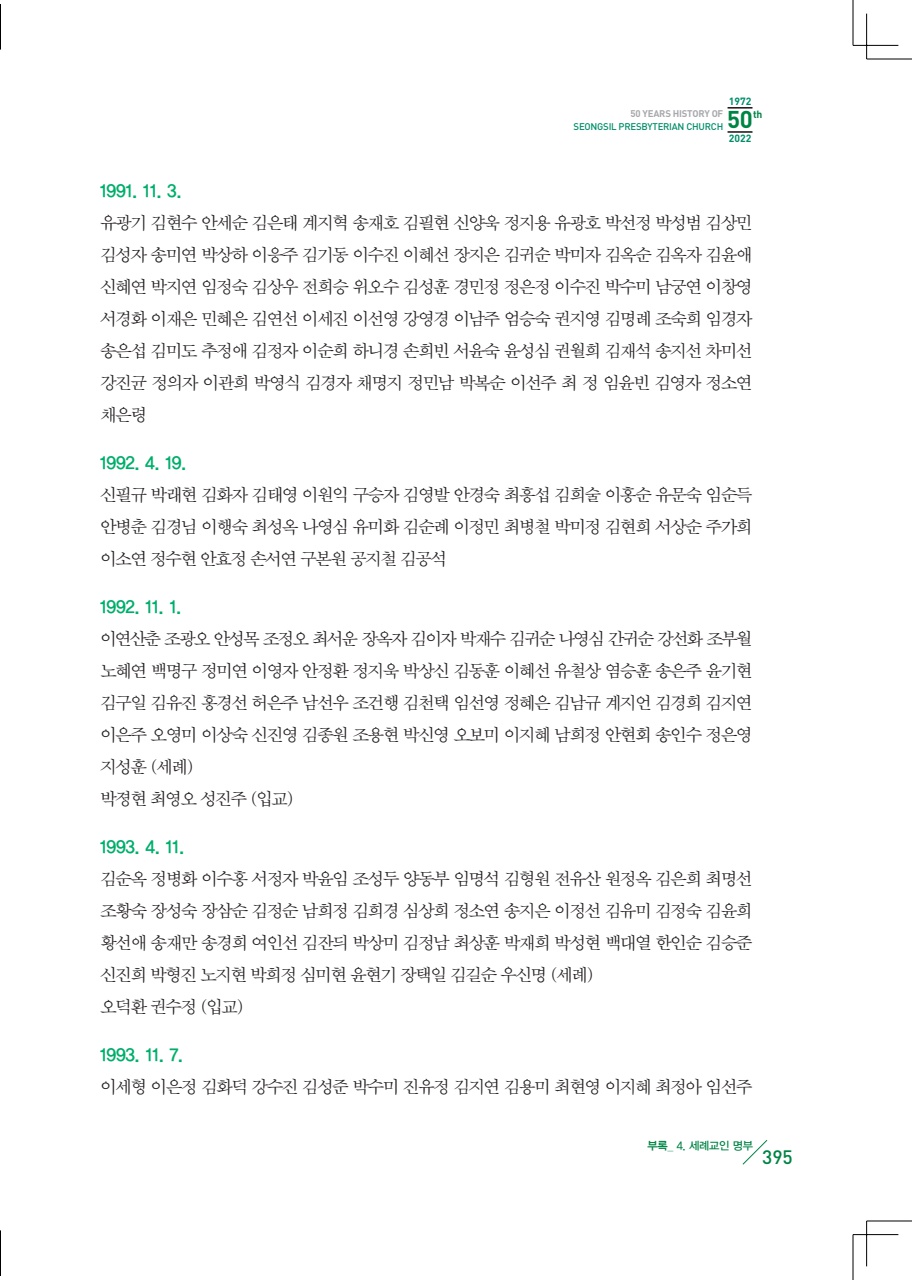 1972
50 YEARS HISTORY OF
SEONGSIL PRESBYTERIAN CHURCH
50th
2022
1991. 11. 3.
유광기 김현수 안세순 김은태 계지혁 송재호 김필현 신양욱 정지용 유광호 박선정 박성범 김상민
김성자 송미연 박상하 이응주 김기동 이수진 이혜선 장지은 김귀순 박미자 김옥순 김옥자 김윤애
신혜연 박지연 임정숙 김상우 전희승 위오수 김성훈 경민정 정은정 이수진 박수미 남궁연 이창영
서경화 이재은 민혜은 김연선 이세진 이선영 강영경 이남주 엄승숙 권지영 김명례 조숙희 임경자
송은섭 김미도 추정애 김정자 이순희 하니경 손희빈 서윤숙 윤성심 권월희 김재석 송지선 차미선
강진균 정의자 이관희 박영식 김경자 채명지 정민남 박복순 이선주 최 정 임윤빈 김영자 정소연
채은령
1992. 4. 19.
신필규 박래현 김화자 김태영 이원익 구승자 김영발 안경숙 최흥섭 김희술 이홍순 유문숙 임순득
안병춘 김경님 이행숙 최성옥 나영심 유미화 김순례 이정민 최병철 박미정 김현희 서상순 주가희
이소연 정수현 안효정 손서연 구본원 공지철 김공석
1992. 11. 1.
이연산춘 조광오 안성목 조정오 최서운 장옥자 김이자 박재수 김귀순 나영심 간귀순 강선화 조부월
노혜연 백명구 정미연 이영자 안정환 정지욱 박상신 김동훈 이혜선 유철상 염승훈 송은주 윤기현
김구일 김유진 홍경선 허은주 남선우 조건행 김천택 임선영 정혜은 김남규 계지언 김경희 김지연
이은주 오영미 이상숙 신진영 김종원 조용현 박신영 오보미 이지혜 남희정 안현회 송인수 정은영
지성훈 (세례)
박졍현 최영오 성진주 (입교)
1993. 4. 11.
김순옥 정병화 이수홍 서정자 박윤임 조성두 양동부 임명석 김형원 전유산 원정옥 김은희 최명선
조황숙 장성숙 장삼순 김정순 남희정 김희경 심상희 정소연 송지은 이정선 김유미 김정숙 김윤희
황선애 송재만 송경희 여인선 김잔듸 박상미 김정남 최상훈 박재희 박성현 백대열 한인순 김승준
신진희 박형진 노지현 박희정 심미현 윤현기 장택일 김길순 우신명 (세례)
오덕환 권수정 (입교)
1993. 11. 7.
이세형 이은정 김화덕 강수진 김성준 박수미 진유정 김지연 김용미 최현영 이지혜 최정아 임선주
부록_ 4. 세례교인 명부
395